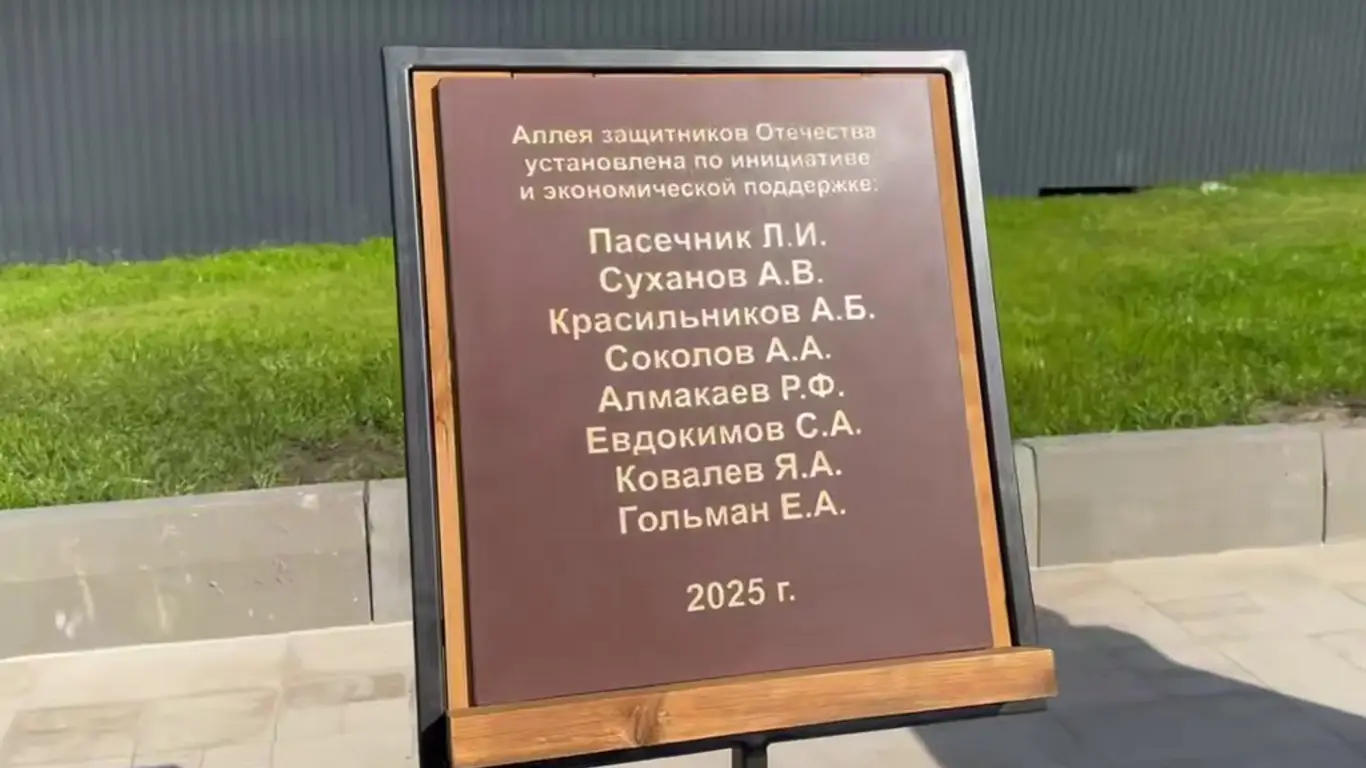 Аллея защитников Отечества
установлена по инициативе
и экономической поддержке:
Пасечник Л.И.
Суханов А.В.
Красильников А.Б.
Соколов А.А.
Алмакаев Р.Ф.
Евдокимов С.А.
Ковалев Я.А.
Гольман Е.А.
2025 г.